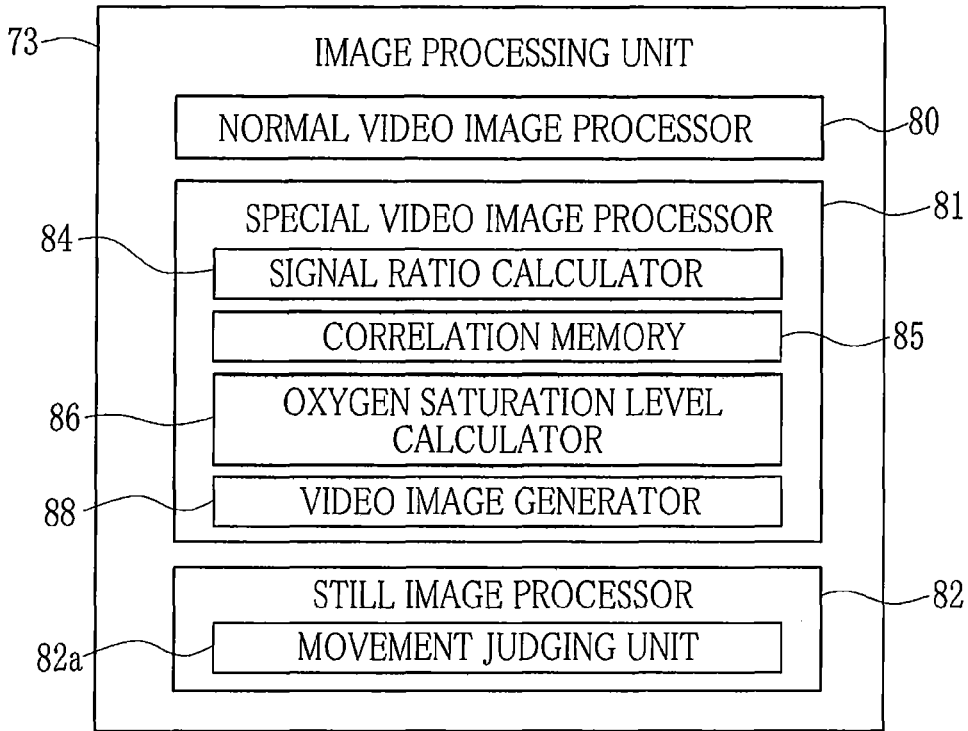 73
IMAGE PROCESSING UNIT
NORMAL VIDEO IMAGE PROCESSOR
80
SPECIAL VIDEO IMAGE PROCESSOR
81
84
SIGNAL RATIO CALCULATOR
CORRELATION MEMORY
85
86
OXYGEN SATURATION LEVEL
CALCULATOR
88
VIDEO IMAGE GENERATOR
STILL IMAGE PROCESSOR
82
82a
MOVEMENT JUDGING UNIT